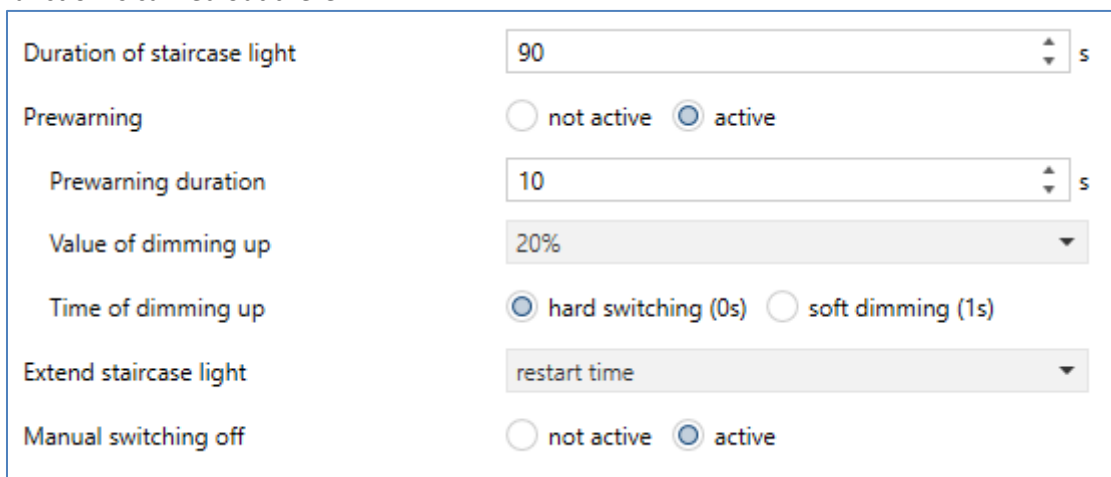 Duration of staircase light 90 s
Prewarning not active active
Prewarning duration 10 s
Value of dimming up 20%
Time of dimming up hard switching (0s) soft dimming (1s)
Extend staircase light restart time
Manual switching off not active active